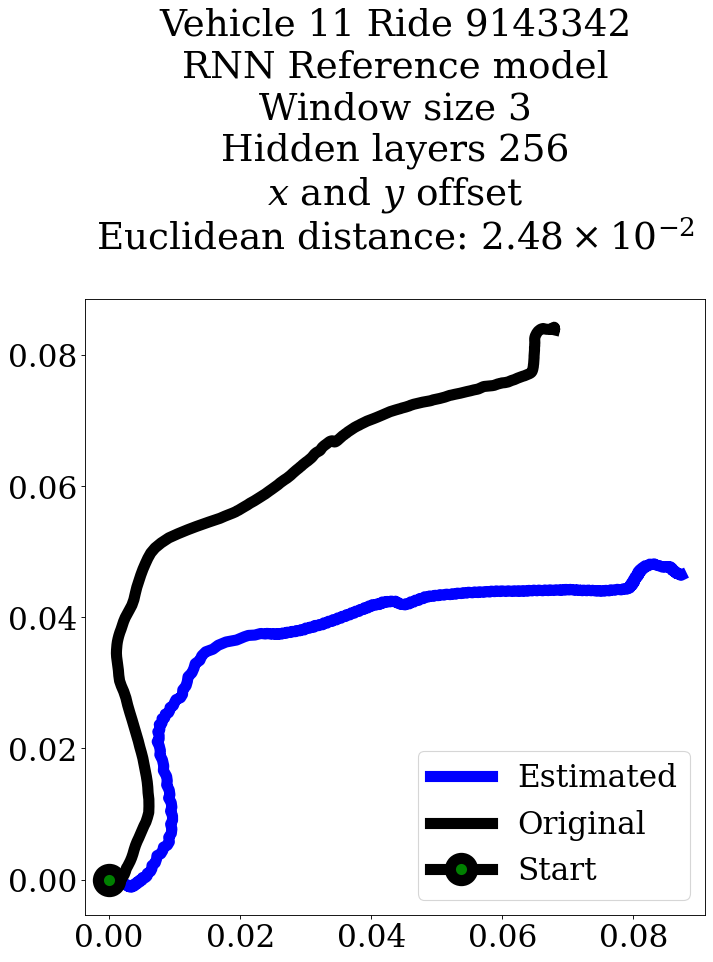 Vehicle 11 Ride 9143342
RNN Reference model
Window size 3
Hidden layers 256
x and y offset
Euclidean distance: 2.48 × 10⁻²
0.08
0.06
0.04
0.02
0.00
Estimated
Original
Start
0.00 0.02 0.04 0.06 0.08